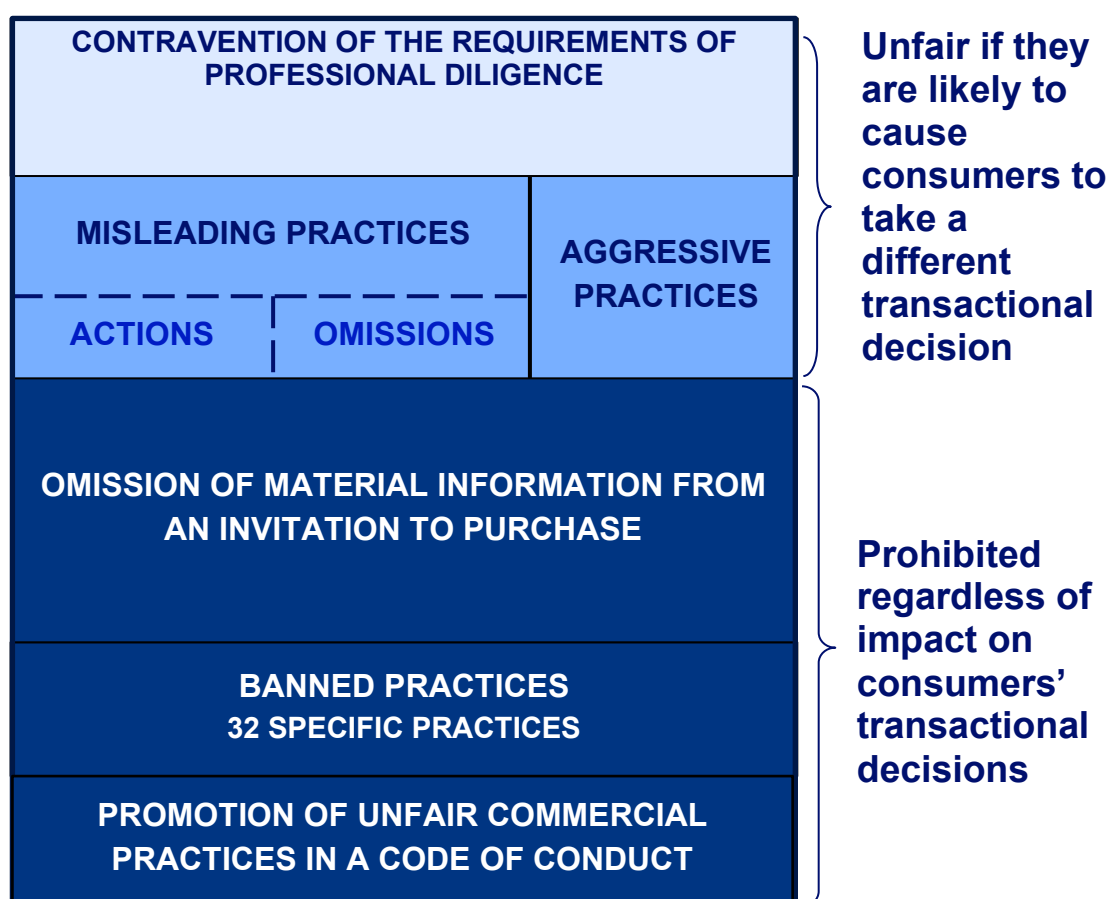 CONTRAVENTION OF THE REQUIREMENTS OF
PROFESSIONAL DILIGENCE
MISLEADING PRACTICES
ACTIONS
OMISSIONS
AGGRESSIVE
PRACTICES
Unfair if they
are likely to
cause
consumers to
take a
different
transactional
decision
OMISSION OF MATERIAL INFORMATION FROM
AN INVITATION TO PURCHASE
BANNED PRACTICES
32 SPECIFIC PRACTICES
PROMOTION OF UNFAIR COMMERCIAL
PRACTICES IN A CODE OF CONDUCT
Prohibited
regardless of
impact on
consumers’
transactional
decisions